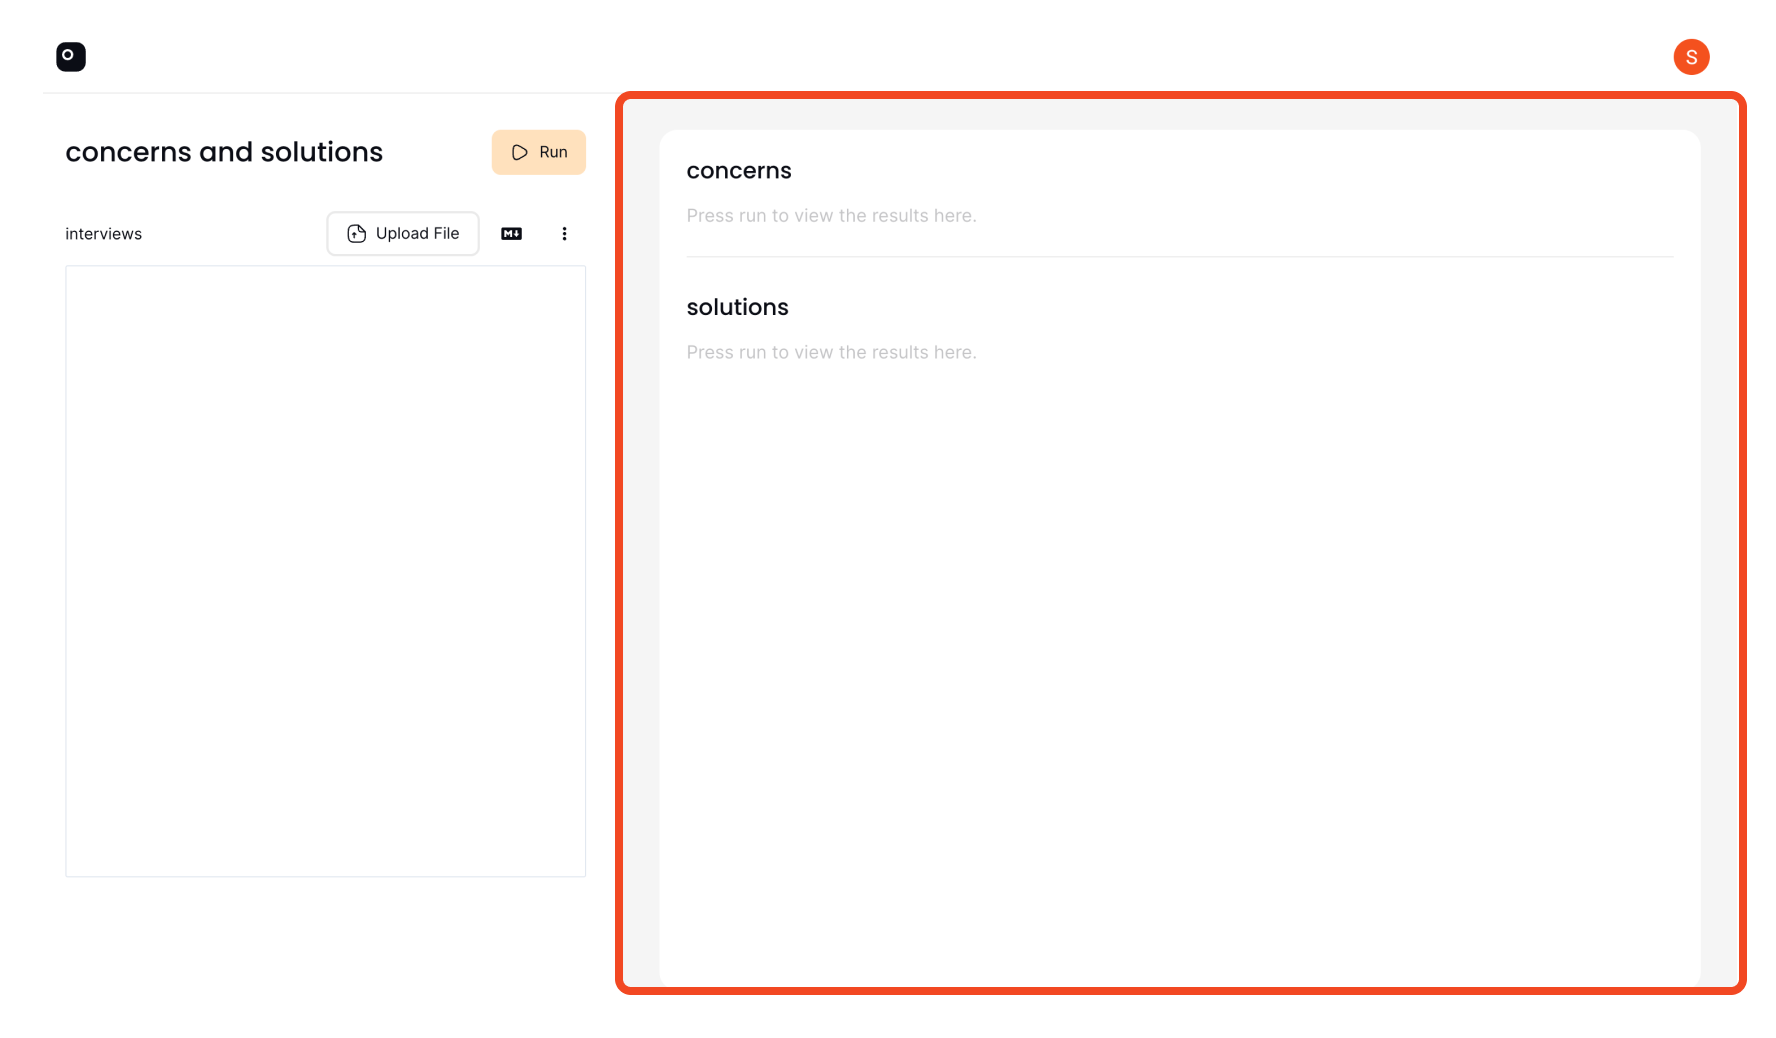 S
concerns and solutions
Run
interviews
Upload File
M
concerns
Press run to view the results here.
solutions
Press run to view the results here.